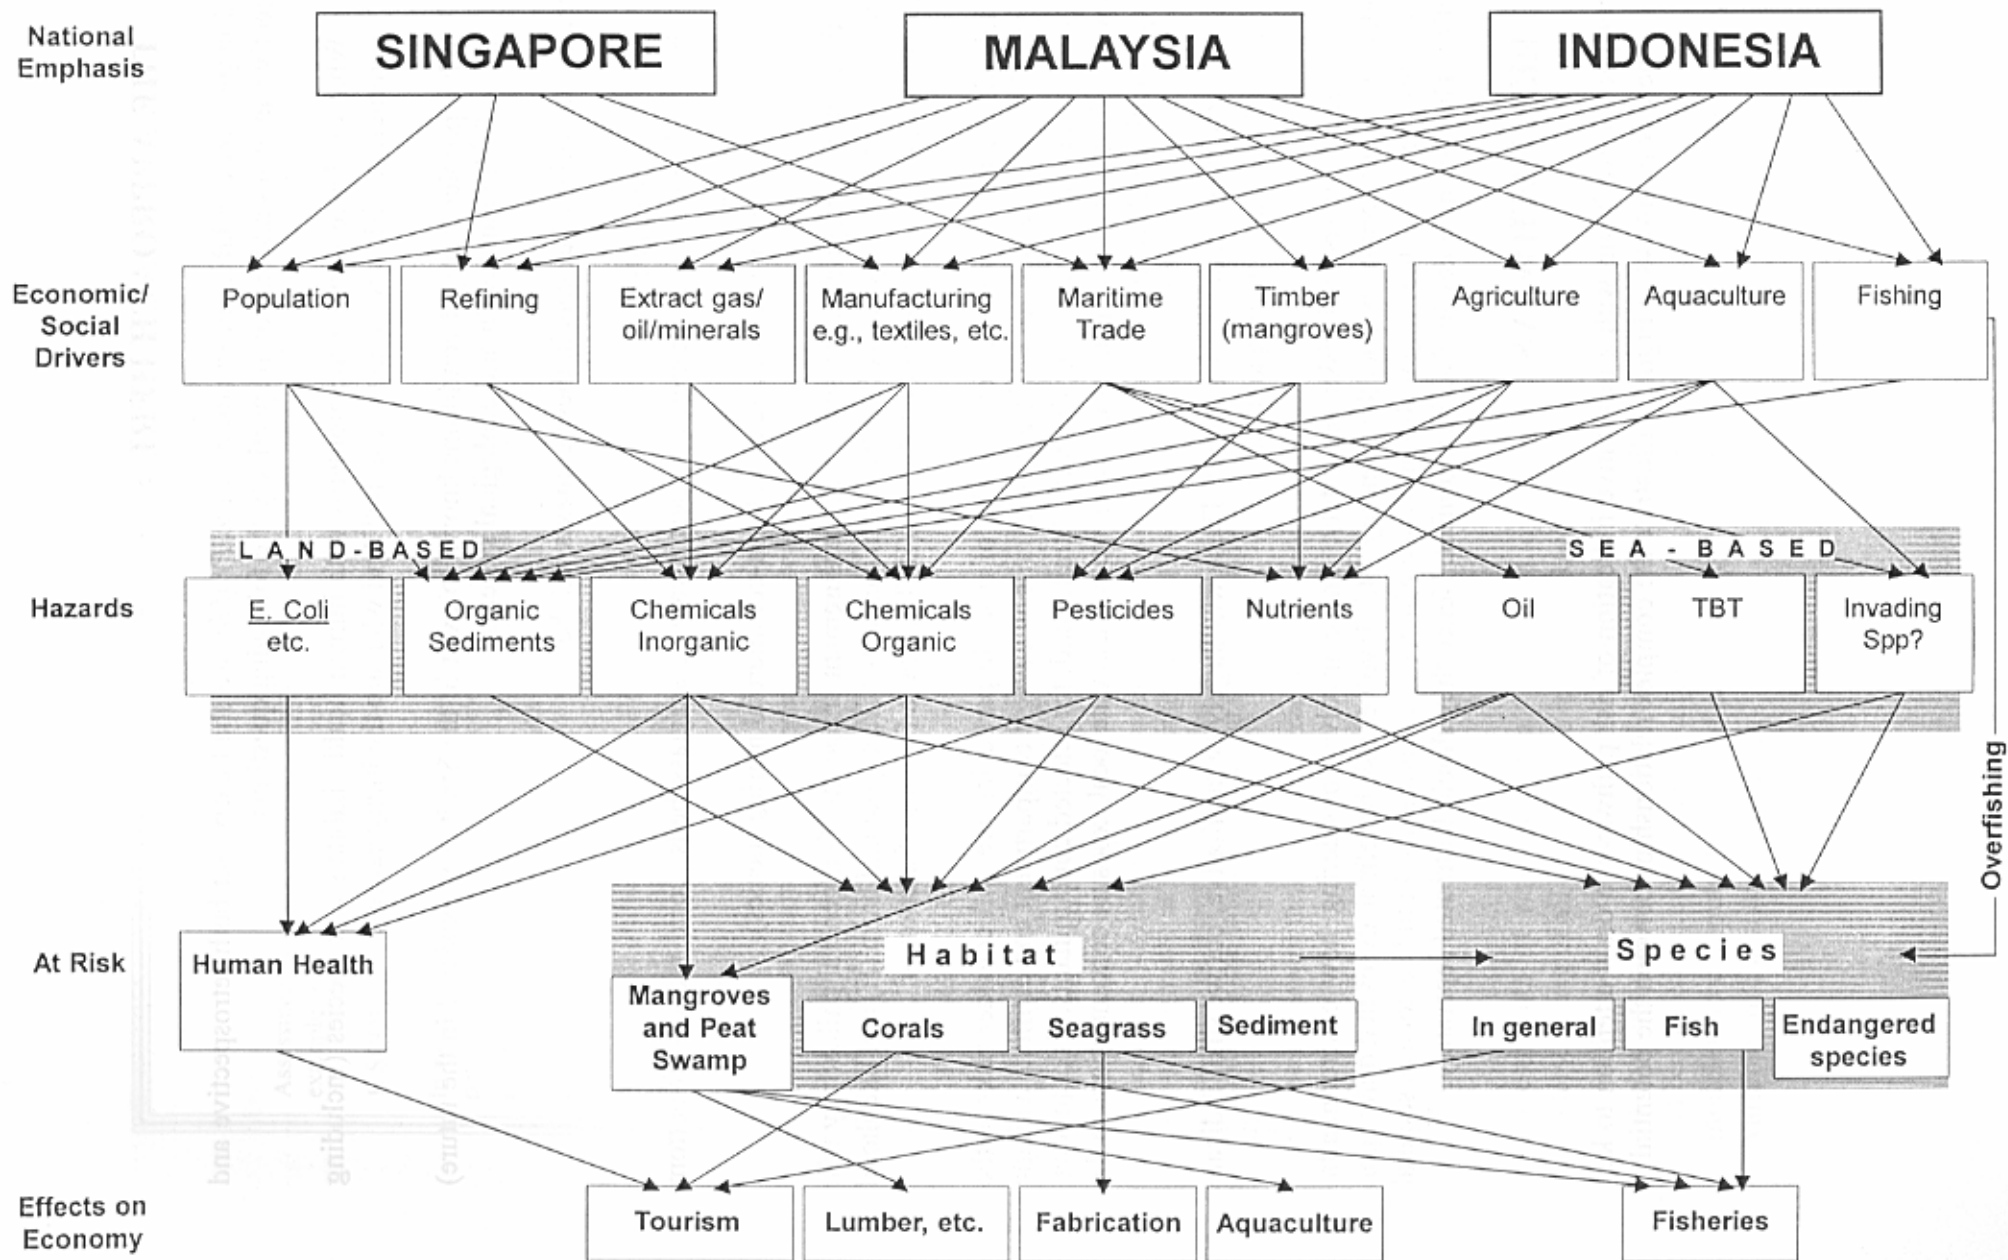 National
Emphasis
SINGAPORE
MALAYSIA
INDONESIA
Economic/
Social
Drivers
Population
Refining
Extract gas/
oil/minerals
Manufacturing
e.g., textiles, etc.
Maritime
Trade
Timber
(mangroves)
Agriculture
Aquaculture
Fishing
LAND-BASED
SEA-BASED
Hazards
E. Coli
etc.
Organic
Sediments
Chemicals
Inorganic
Chemicals
Organic
Pesticides
Nutrients
Oil
TBT
Invading
Spp?
Overfishing
At Risk
Human Health
Habitat
Mangroves
and Peat
Swamp
Corals
Seagrass
Sediment
Species
In general
Fish
Endangered
species
Effects on
Economy
Tourism
Lumber, etc.
Fabrication
Aquaculture
Fisheries